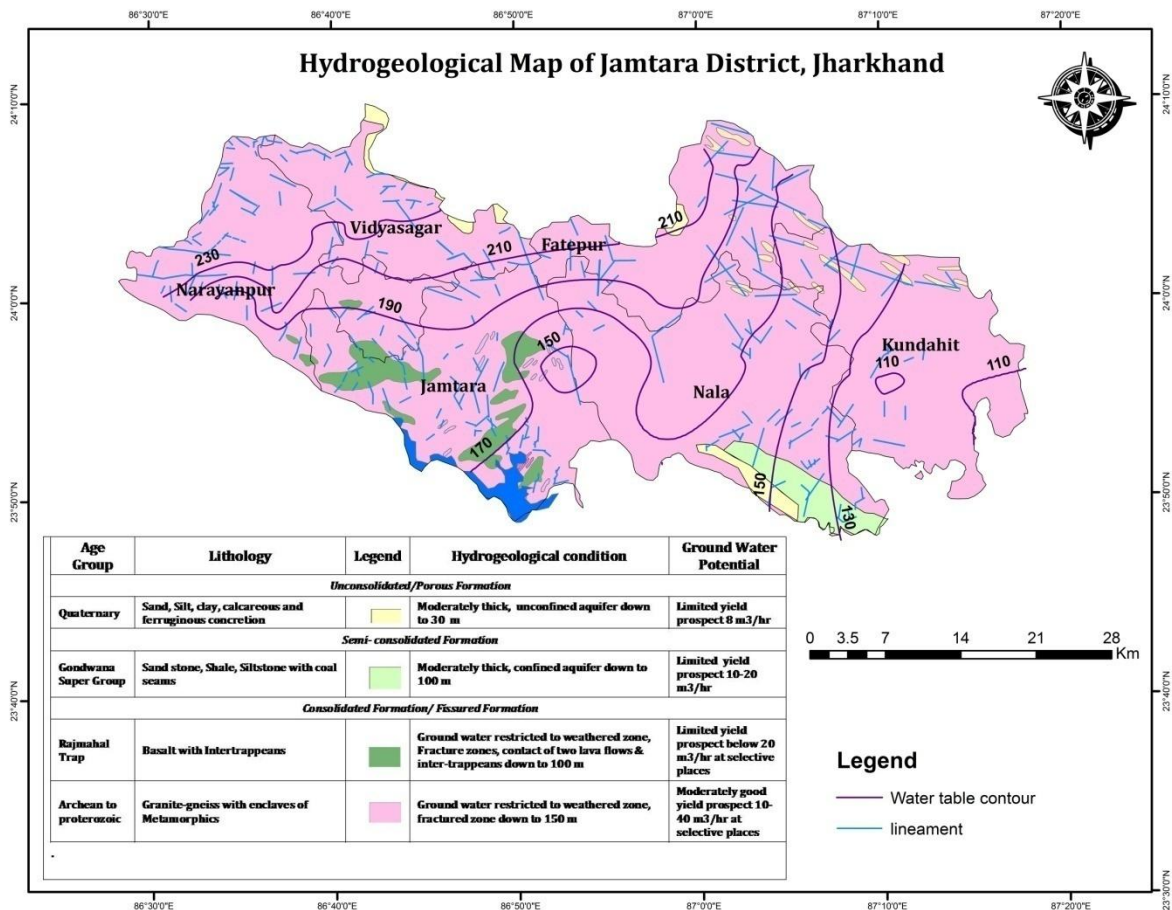 86°30'0"E 86°40'0"E 86°50'0"E 87°0'0"E 87°10'0"E 87°20'0"E
Hydrogeological Map of Jamtara District, Jharkhand
24°10'0"N
24°10'0"N
210
Vidyasagar
210
Fatepur
230
Narayanpur
24°0'0"N
24°0'0"N
190
150
Kundahit
110
110
Jamtara
Nala
170
150
130
23°50'0"N
23°50'0"N
Age Group
Lithology
Legend
Hydrogeological condition
Ground Water Potential
Unconsolidated/Porous Formation
Quaternary
Sand, Silt, clay, calcareous and
ferruginous concretion
Moderately thick, unconfined aquifer down
to 30 m
Limited yield
prospect 8 m3/hr
Semi- consolidated Formation
Gondwana
Super Group
Sand stone, Shale, Siltstone with coal
seams
Moderately thick, confined aquifer down to
100 m
Limited yield
prospect 10-20
m3/hr
Consolidated Formation/ Fissured Formation
Rajmahal
Trap
Basalt with Intertrappeans
Ground water restricted to weathered zone,
Fracture zones, contact of two lava flows &
inter-trappeans down to 100 m
Limited yield
prospect below 20
m3/hr at selective
places
Archean to
proterozoic
Granite-gneiss with enclaves of
Metamorphics
Ground water restricted to weathered zone,
fractured zone down to 150 m
Moderately good
yield prospect 10-
40 m3/hr at
selective places
0 3.5 7 14 21 28
Km
23°40'0"N
23°40'0"N
Legend
Water table contour
lineament
23°30'0"N
86°30'0"E 86°40'0"E 86°50'0"E 87°0'0"E 87°10'0"E 87°20'0"E